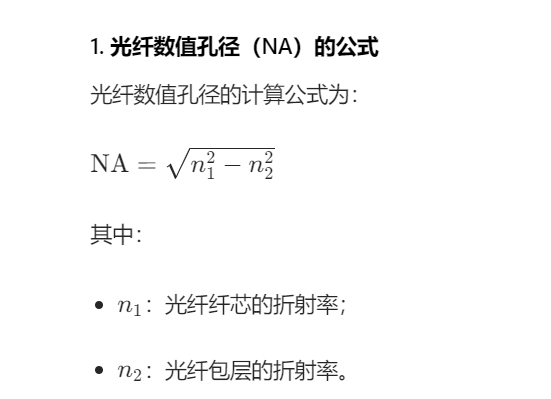 1. 光纤数值孔径（NA）的公式
光纤数值孔径的计算公式为：
NA = √(n₁² − n₂²)
其中：
• n₁：光纤纤芯的折射率；
• n₂：光纤包层的折射率。